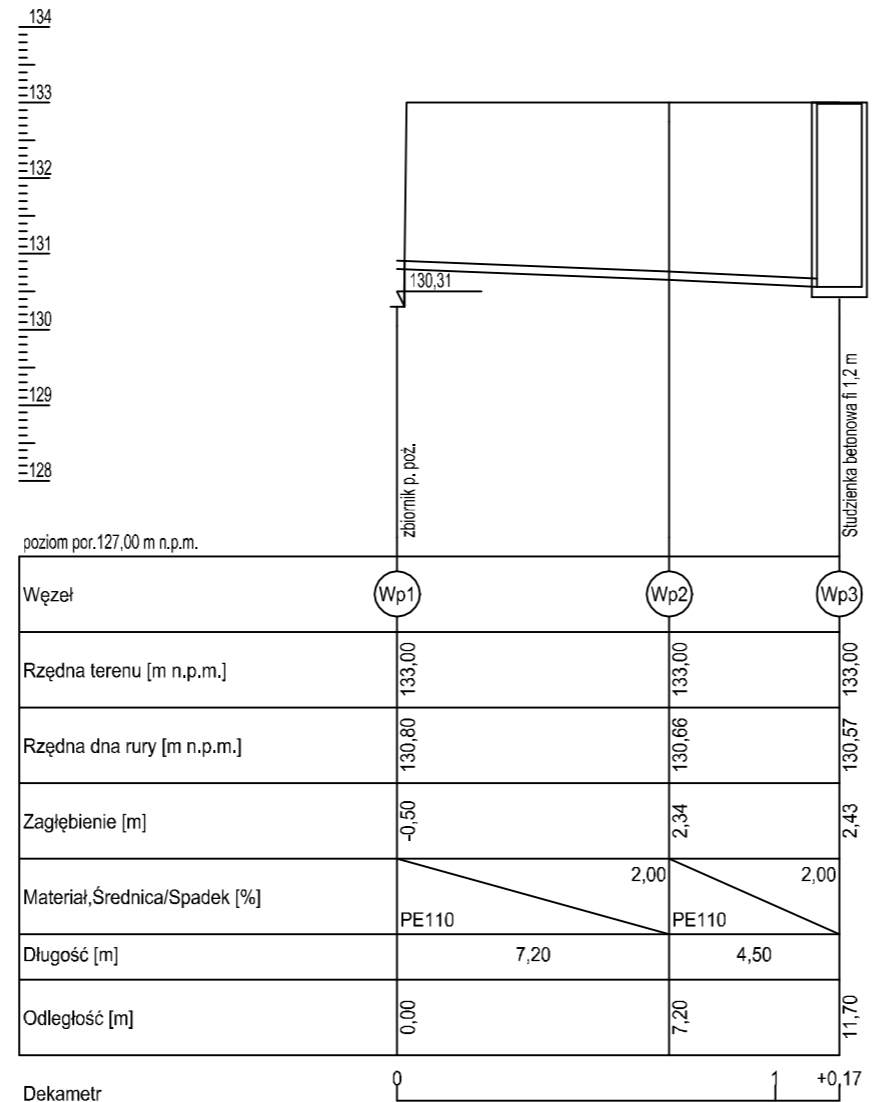 134
133
132
131
130,31
130
129
128
zbiornik p. poż.
Studzienka betonowa fi 1,2 m
poziom por.127,00 m n.p.m.
Węzeł Wp1 Wp2 Wp3
Rzędna terenu [m n.p.m.] 133,00 133,00 133,00
Rzędna dna rury [m n.p.m.] 130,80 130,66 130,57
Zagłębienie [m] -0,50 2,34 2,43
Materiał,Średnica/Spadek [%] PE110 2,00 PE110 2,00
Długość [m] 7,20 4,50
Odległość [m] 0,00 7,20 11,70
Dekametr 0 1 +0,17